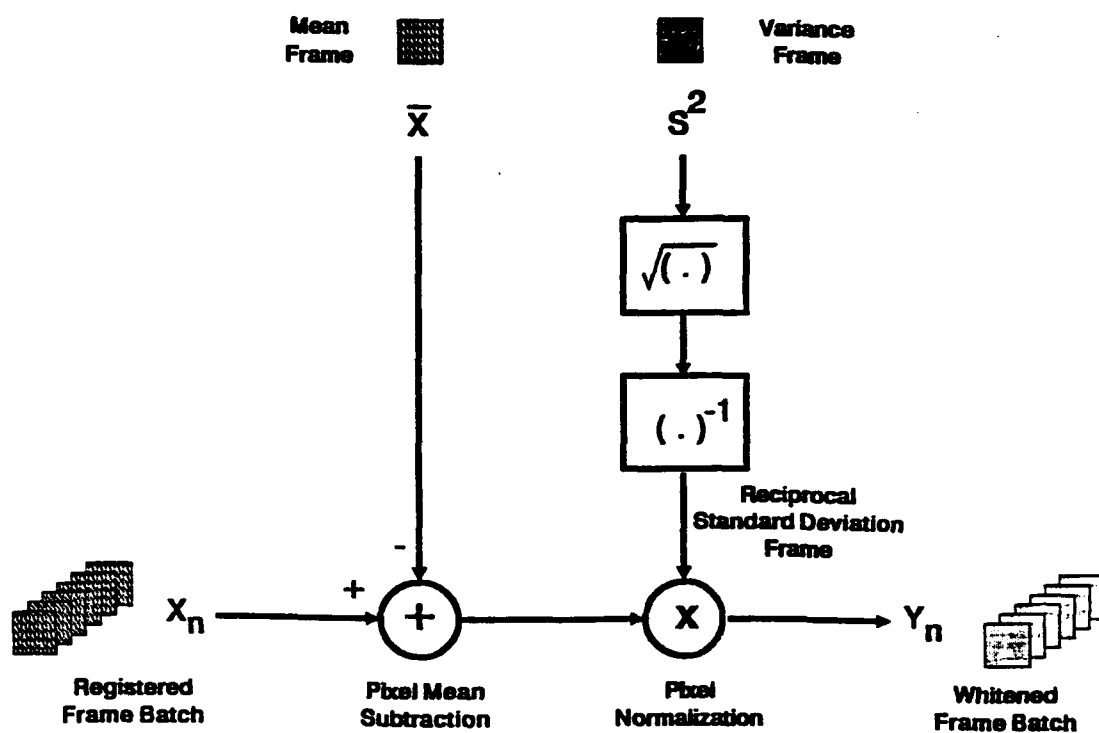 Mean
Frame
Variance
Frame
X̅
S²
√(.)
(.)⁻¹
Reciprocal
Standard Deviation
Frame
-
+
Xₙ
+
X
Yₙ
Registered
Frame Batch
Pixel Mean
Subtraction
Pixel
Normalization
Whitened
Frame Batch